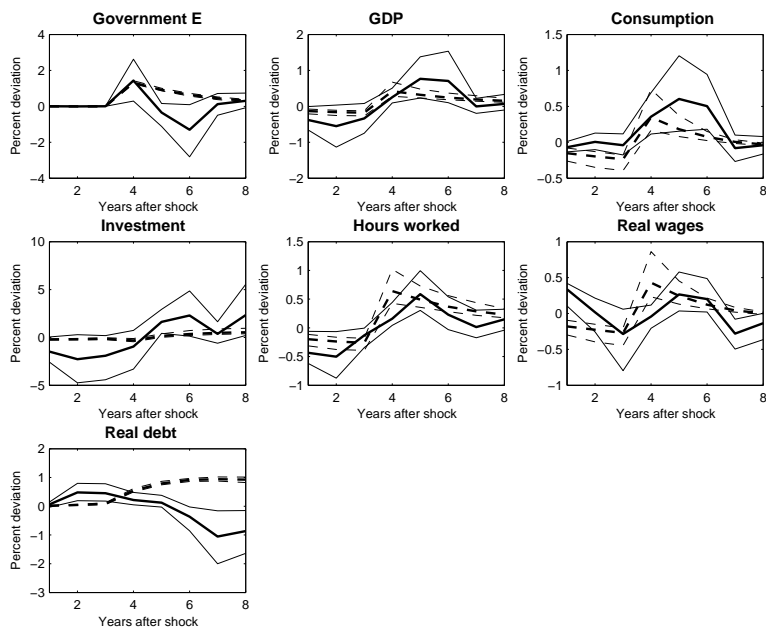 Government E
GDP
Consumption
Percent deviation
4
2
0
-2
-4
2 4 6 8
Years after shock
Percent deviation
2
1
0
-1
-2
2 4 6 8
Years after shock
Percent deviation
1.5
1
0.5
0
-0.5
2 4 6 8
Years after shock
Investment
Hours worked
Real wages
Percent deviation
10
5
0
-5
2 4 6 8
Years after shock
Percent deviation
1.5
1
0.5
0
-0.5
-1
2 4 6 8
Years after shock
Percent deviation
1
0.5
0
-0.5
-1
2 4 6 8
Years after shock
Real debt
Percent deviation
2
1
0
-1
-2
-3
2 4 6 8
Years after shock